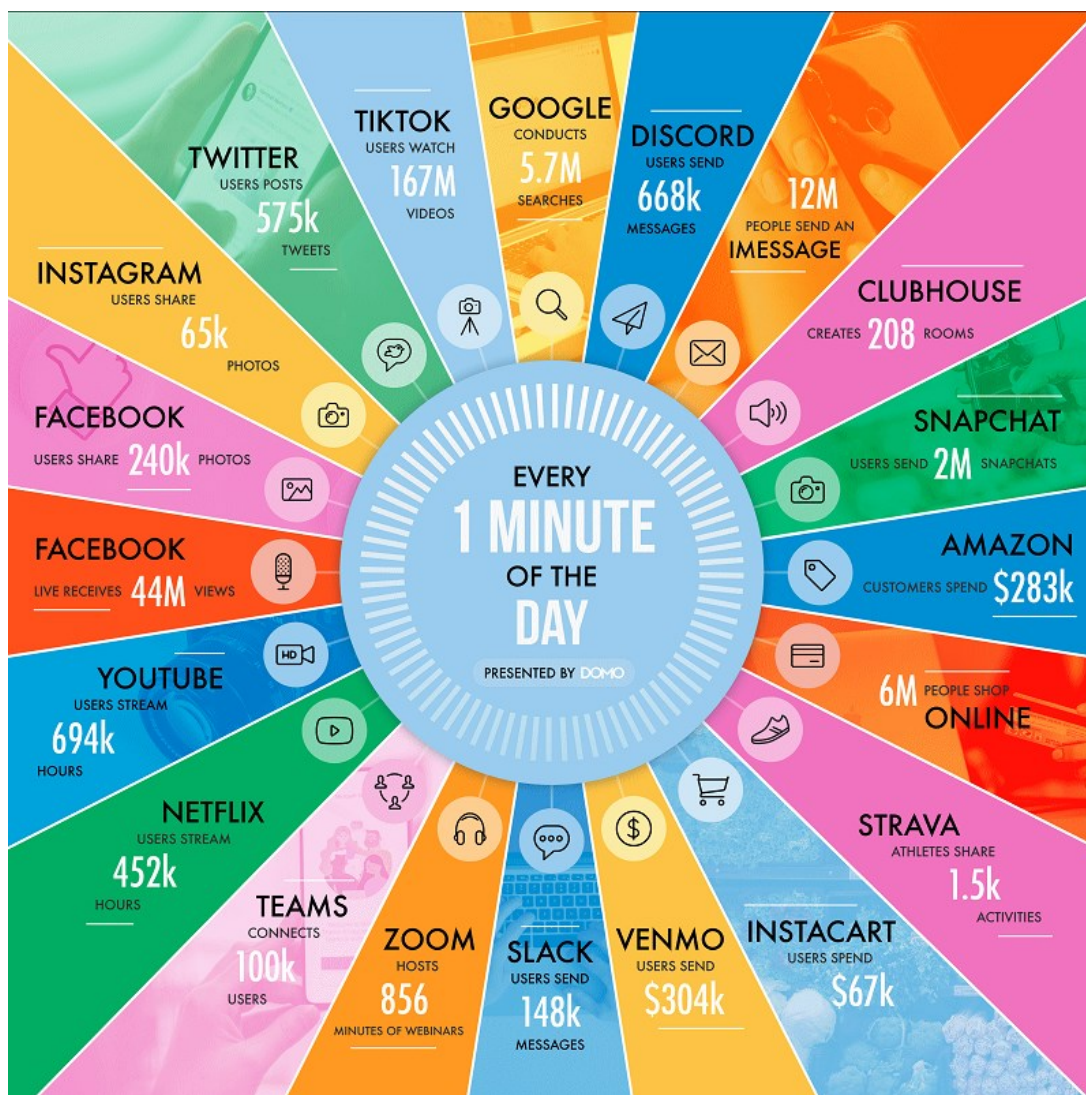 EVERY
1 MINUTE
OF THE
DAY
PRESENTED BY DOMO
GOOGLE
CONDUCTS
5.7M
SEARCHES
DISCORD
USERS SEND
668k
MESSAGES
12M
PEOPLE SEND AN
IMESSAGE
CLUBHOUSE
CREATES 208 ROOMS
SNAPCHAT
USERS SEND 2M SNAPCHATS
AMAZON
CUSTOMERS SPEND $283k
6M PEOPLE SHOP
ONLINE
STRAVA
ATHLETES SHARE
1.5k
ACTIVITIES
INSTACART
USERS SPEND
$67k
VENMO
USERS SEND
$304k
SLACK
USERS SEND
148k
MESSAGES
ZOOM
HOSTS
856
MINUTES OF WEBINARS
TEAMS
CONNECTS
100k
USERS
NETFLIX
USERS STREAM
452k
HOURS
YOUTUBE
USERS STREAM
694k
HOURS
FACEBOOK
LIVE RECEIVES 44M VIEWS
FACEBOOK
USERS SHARE 240k PHOTOS
INSTAGRAM
USERS SHARE
65k
PHOTOS
TWITTER
USERS POSTS
575k
TWEETS
TIKTOK
USERS WATCH
167M
VIDEOS
HD
$